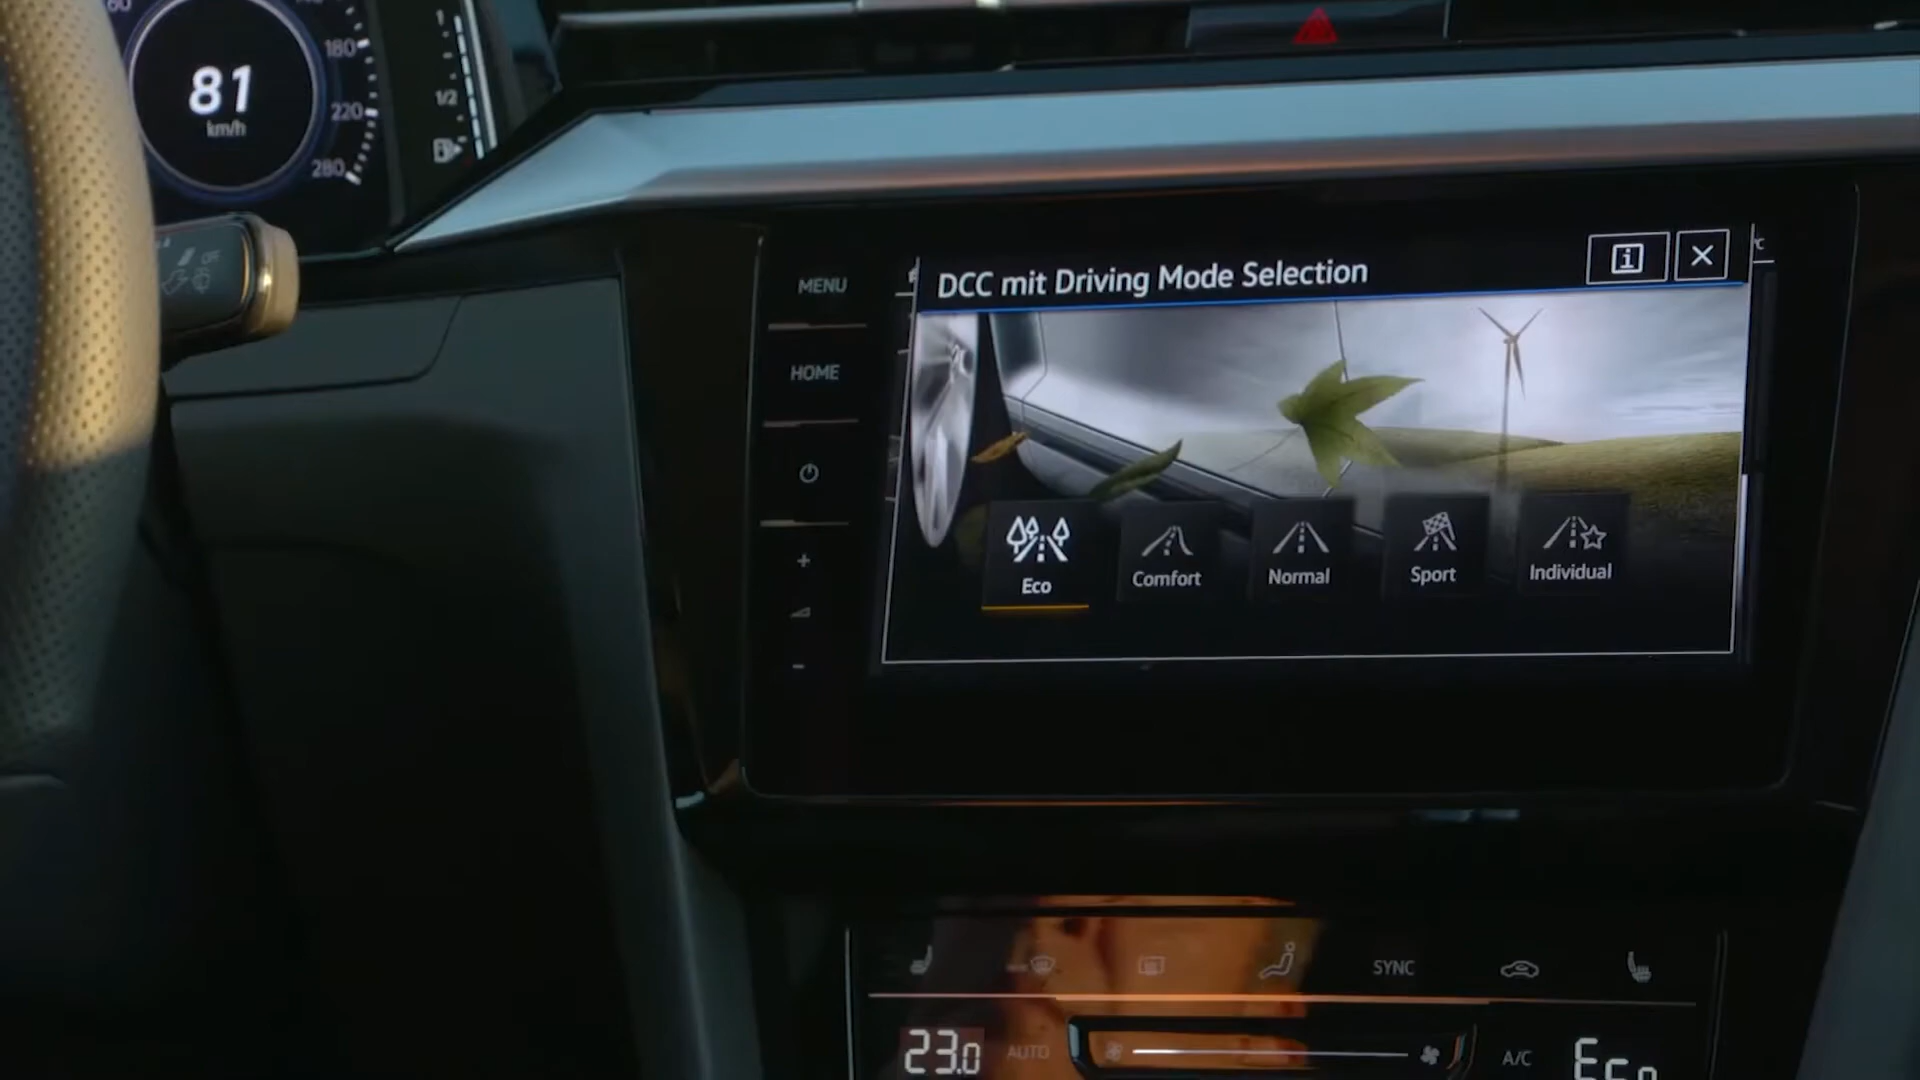 81
km/h
180
220
280
1
1/2
MENU
HOME
DCC mit Driving Mode Selection
i
Eco
Comfort
Normal
Sport
Individual
+
-
SYNC
23.0
AUTO
A/C
Eco